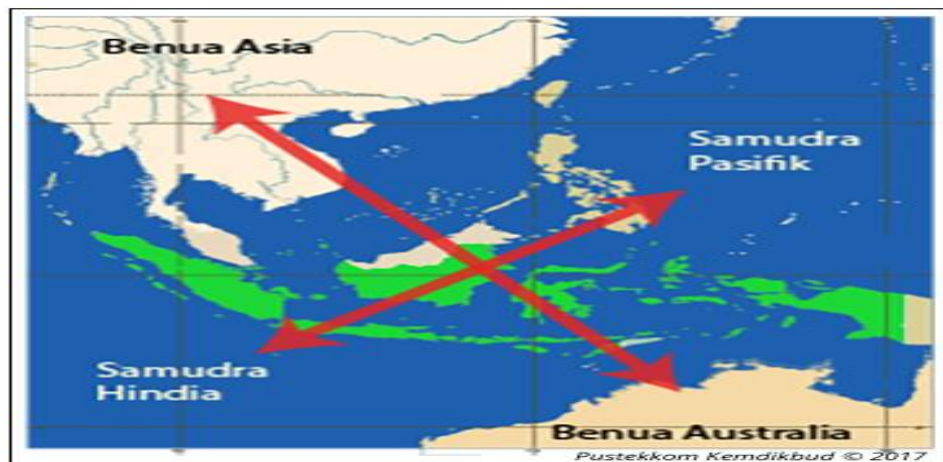 Benua Asia
Samudra
Pasifik
Samudra
Hindia
Benua Australia
Pustekkom Kemdikbud © 2017